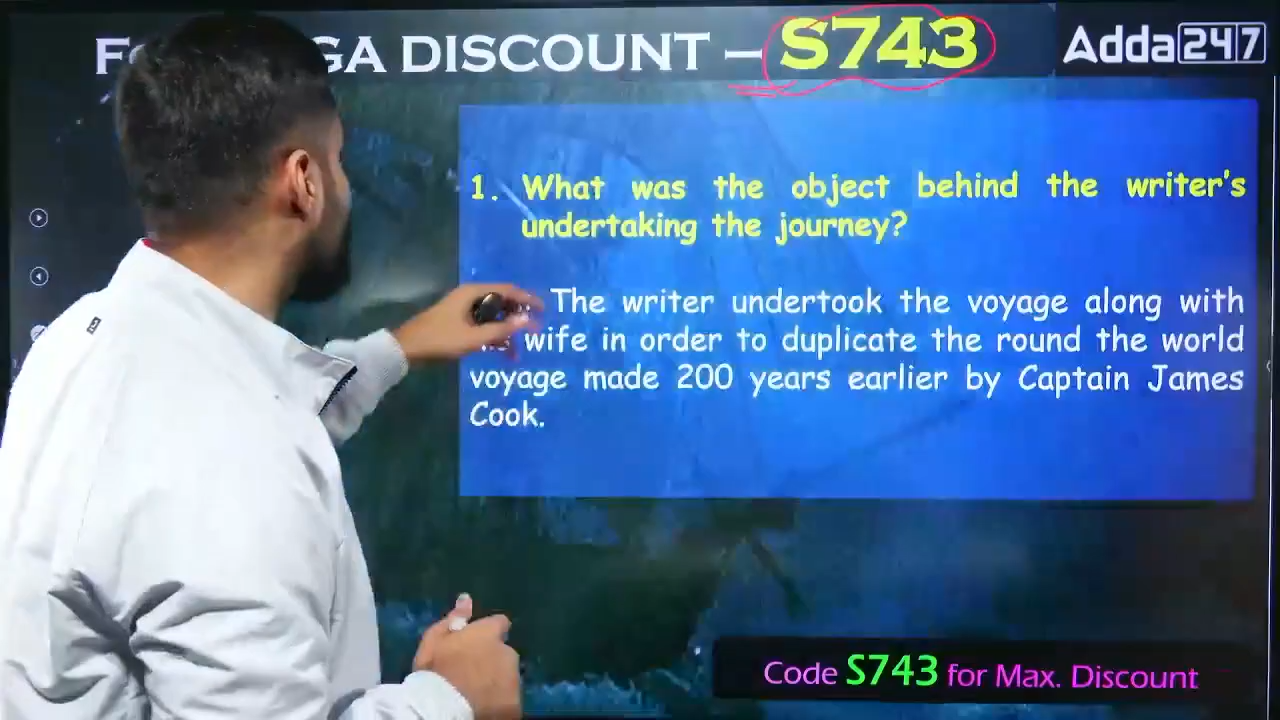 GA DISCOUNT – S743
Adda247
1. What was the object behind the writer's
undertaking the journey?
The writer undertook the voyage along with
wife in order to duplicate the round the world
voyage made 200 years earlier by Captain James
Cook.
Code S743 for Max. Discount